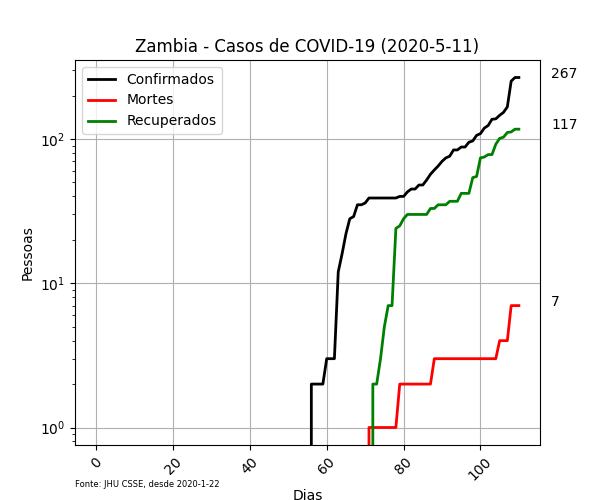 Zambia - Casos de COVID-19 (2020-5-11)
Confirmados
Mortes
Recuperados
267
117
7
10²
10¹
10⁰
Pessoas
0 20 40 60 80 100
Fonte: JHU CSSE, desde 2020-1-22
Dias